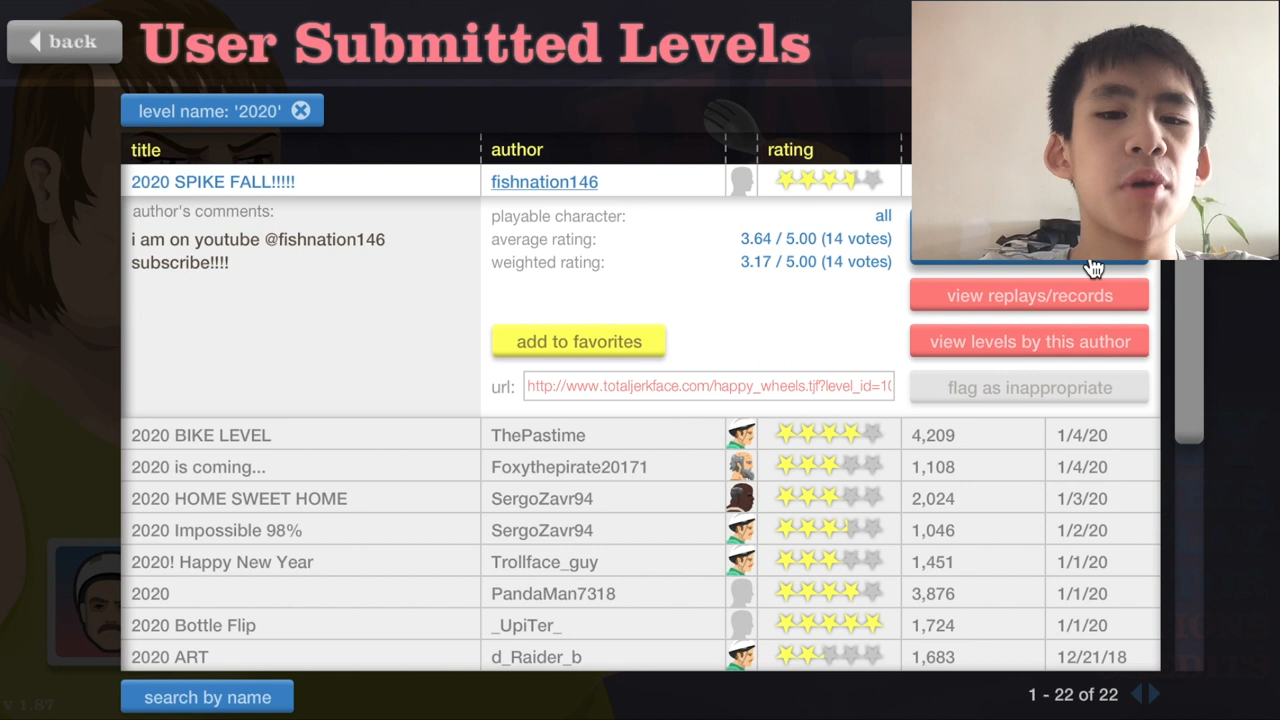 back
User Submitted Levels
level name: '2020'
title author rating
2020 SPIKE FALL!!!!! fishnation146
author's comments:
i am on youtube @fishnation146
subscribe!!!!
playable character: all
average rating: 3.64 / 5.00 (14 votes)
weighted rating: 3.17 / 5.00 (14 votes)
view replays/records
add to favorites
view levels by this author
url: http://www.totaljerkface.com/happy_wheels.tjf?level_id=1(
flag as inappropriate
2020 BIKE LEVEL ThePastime 4,209 1/4/20
2020 is coming... Foxythepirate20171 1,108 1/4/20
2020 HOME SWEET HOME SergoZavr94 2,024 1/3/20
2020 Impossible 98% SergoZavr94 1,046 1/2/20
2020! Happy New Year Trollface_guy 1,451 1/1/20
2020 PandaMan7318 3,876 1/1/20
2020 Bottle Flip _UpiTer_ 1,724 1/1/20
2020 ART d_Raider_b 1,683 12/21/18
search by name
1 - 22 of 22
v 1.87